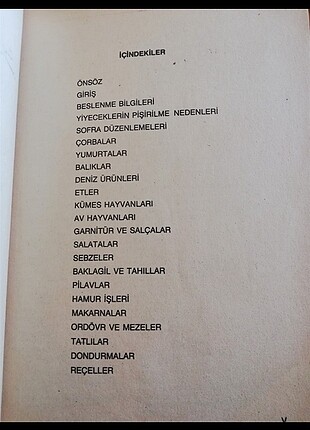 İÇİNDEKİLER
ÖNSÖZ
GİRİŞ
BESLENME BİLGİLERİ
YİYECEKLERİN PİŞİRİLME NEDENLERİ
SOFRA DÜZENLEMELERİ
ÇORBALAR
YUMURTALAR
BALIKLAR
DENİZ ÜRÜNLERİ
ETLER
KÜMES HAYVANLARI
AV HAYVANLARI
GARNİTÜR VE SALÇALAR
SALATALAR
SEBZELER
BAKLAGİL VE TAHILLAR
PİLAVLAR
HAMUR İŞLERİ
MAKARNALAR
ORDÖVR VE MEZELER
TATLILAR
DONDURMALAR
REÇELLER
V